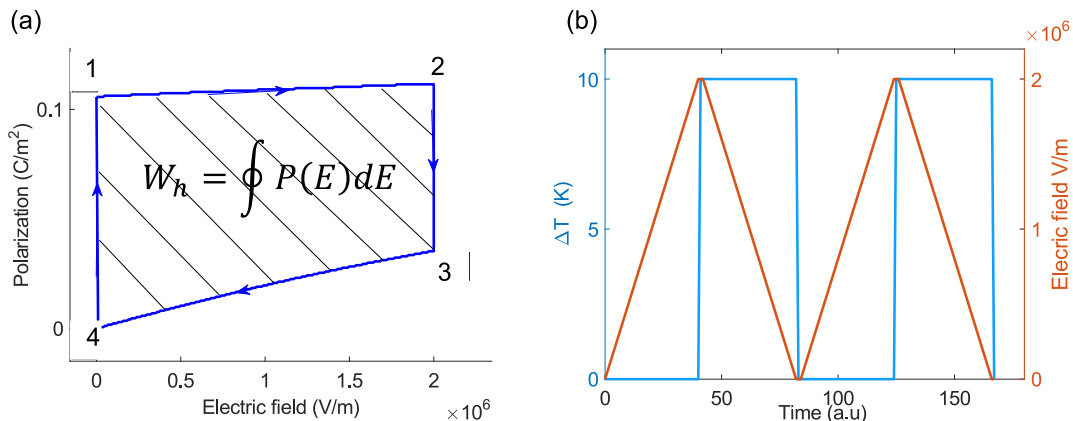 (a)
1
2
0.1
W_h = ∮ P(E)dE
Polarization (C/m²)
3
0
4
0
0.5
1
1.5
2
Electric field (V/m)
×10⁶
(b)
×10⁶
10
2
5
1
ΔT (K)
Elecric field V/m
0
0
0
50
100
150
Time (a.u)